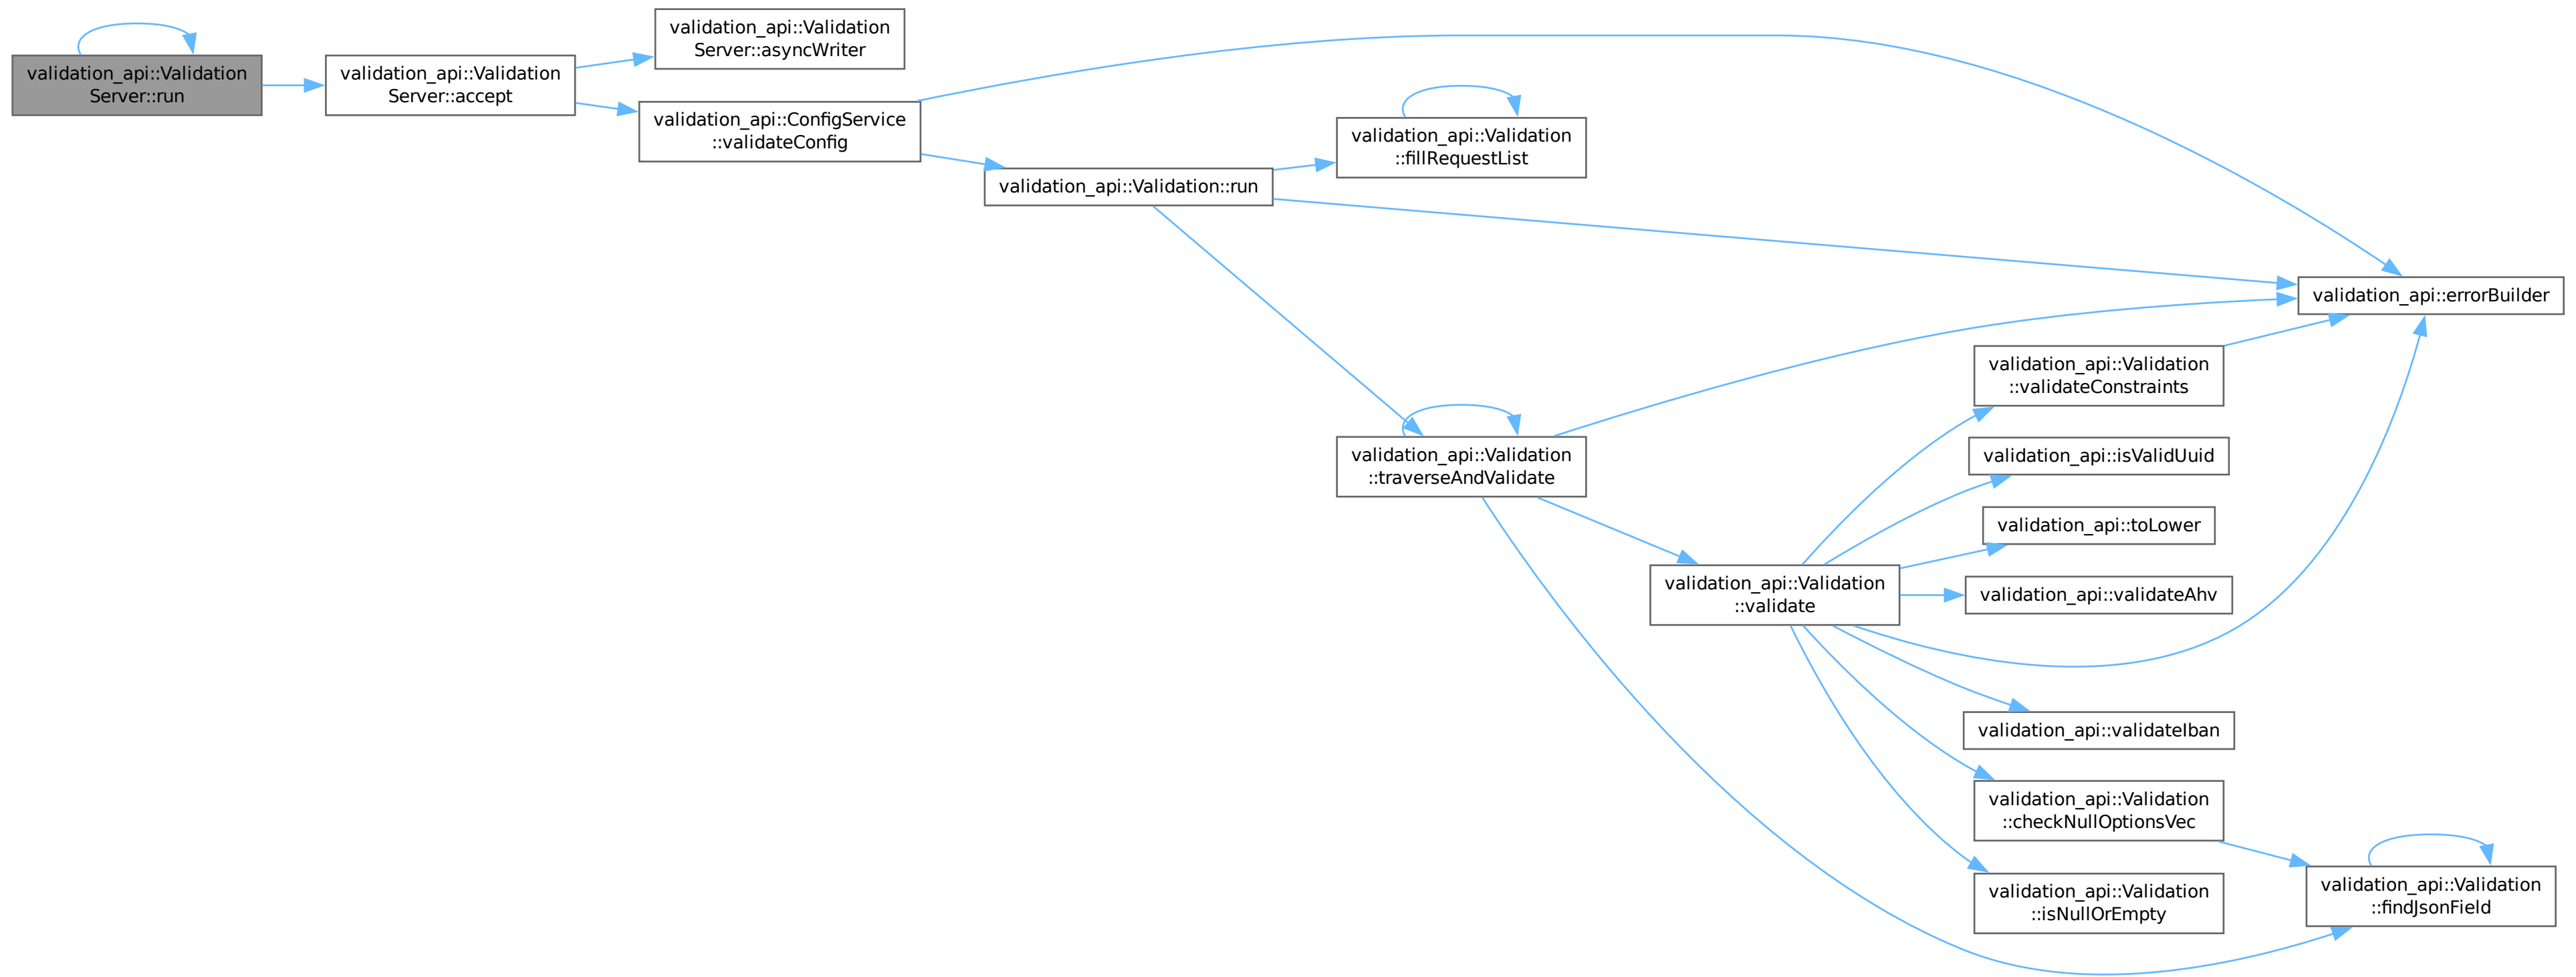 validation_api::Validation
Server::run
validation_api::Validation
Server::accept
validation_api::Validation
Server::asyncWriter
validation_api::ConfigService
::validateConfig
validation_api::Validation::run
validation_api::Validation
::fillRequestList
validation_api::errorBuilder
validation_api::Validation
::traverseAndValidate
validation_api::Validation
::validate
validation_api::Validation
::validateConstraints
validation_api::isValidUuid
validation_api::toLower
validation_api::validateAhv
validation_api::validateIban
validation_api::Validation
::checkNullOptionsVec
validation_api::Validation
::isNullOrEmpty
validation_api::Validation
::findJsonField